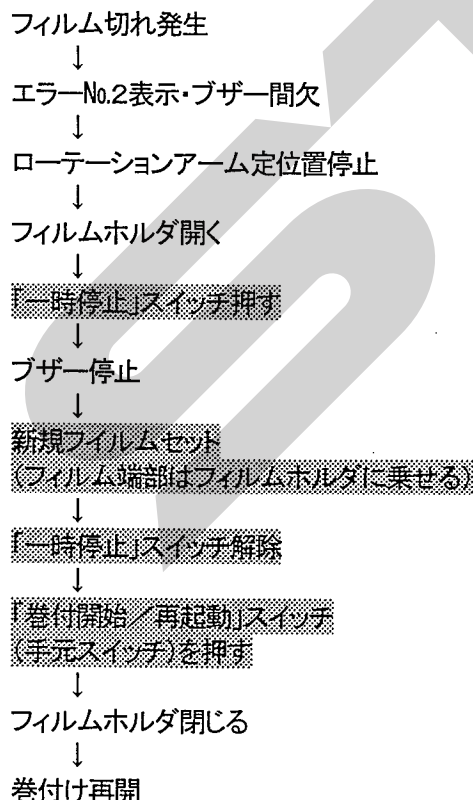 フィルム切れ発生
↓
エラーNo.2表示・ブザー間欠
↓
ローテーションアーム定位置停止
↓
フィルムホルダ開く
↓
「一時停止」スイッチ押す
↓
ブザー停止
↓
新規フイルムセット
(フィルム端部はフィルムホルダに乗せる)
↓
「一時停止」スイッチ解除
↓
「巻付開始/再起動」スイッチ
(手元スイッチ)を押す
↓
フィルムホルダ閉じる
↓
巻付け再開